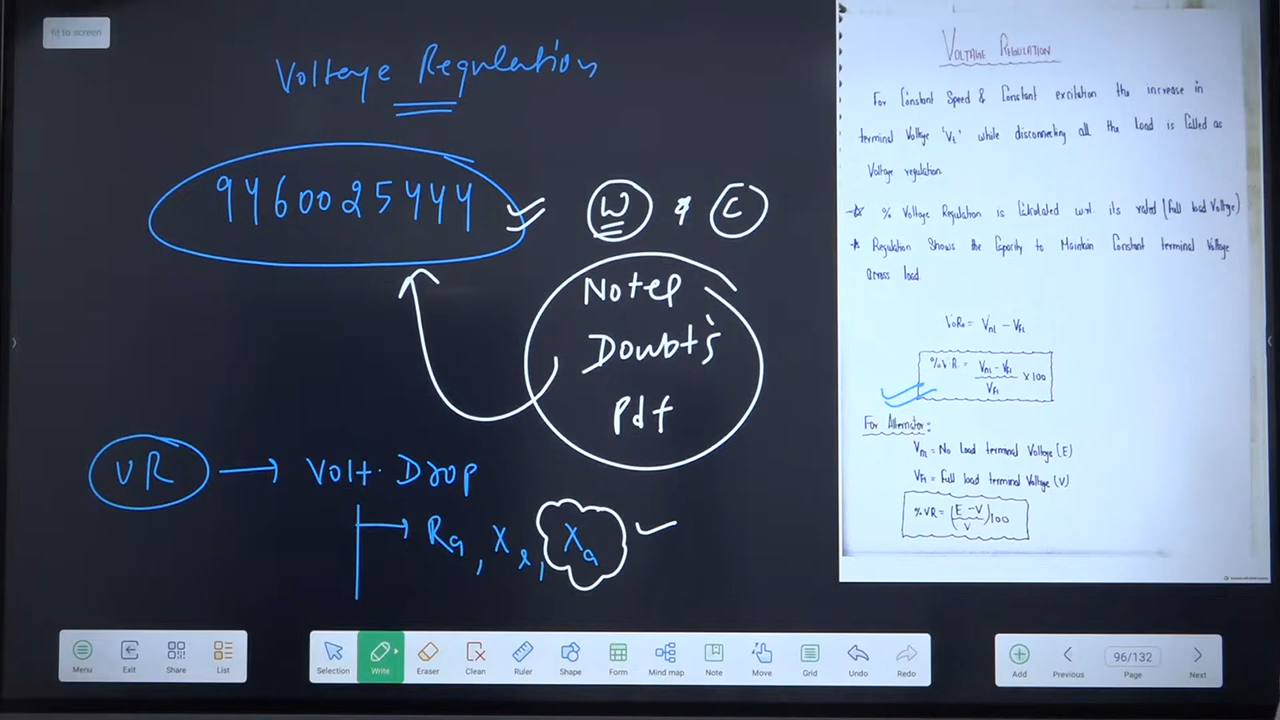 fit to screen
Voltage Regulation
9460025444
W & C
Notes
Doubt's
Pdf
VR → Volt. Drop
Ra, Xl, Xa
VOLTAGE REGULATION
For Constant Speed & Constant excitation the increase in
terminal Voltage 'Vt' while disconnecting all the load is Called as
Voltage regulation
% Voltage Regulation is Calculated w.r.t. its rated (full load Voltage)
Regulation Shows the Capacity to Maintain Constant terminal Voltage
across load
V.R. = Vnl - Vfl
% V.R. = Vnl - Vfl / Vfl × 100
For Alternator:
Vnl = No Load terminal Voltage (E)
Vfl = Full load terminal Voltage (V)
% VR = (E - V / V) 100
Menu
Exit
Share
List
Selection
Write
Eraser
Clean
Ruler
Shape
Form
Mind map
Note
Move
Grid
Undo
Redo
Add
Previous
96/132
Page
Next